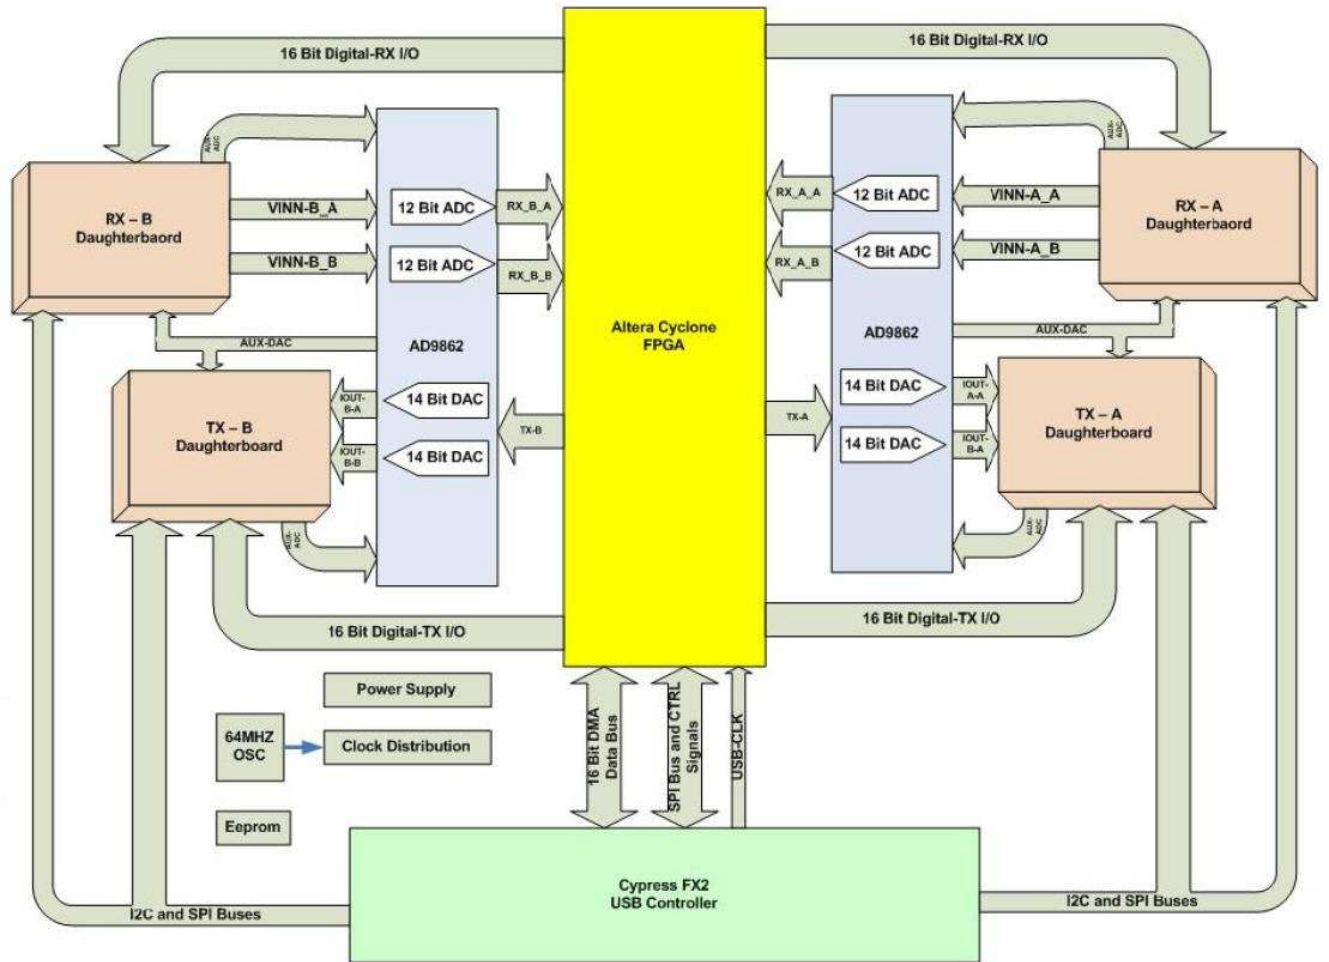 16 Bit Digital-RX I/O
16 Bit Digital-RX I/O
AUX-
ADC
AUX-
ADC
RX – B
Daughterbaord
VINN-B_A
VINN-B_B
12 Bit ADC
12 Bit ADC
RX_B_A
RX_B_B
Altera Cyclone
FPGA
RX_A_A
RX_A_B
12 Bit ADC
12 Bit ADC
VINN-A_A
VINN-A_B
RX – A
Daughterbaord
AUX-DAC
AD9862
AD9862
AUX-DAC
TX – B
Daughterboard
IOUT-
B-A
IOUT-
B-B
14 Bit DAC
14 Bit DAC
TX-B
TX-A
14 Bit DAC
14 Bit DAC
IOUT-
A-A
IOUT-
B-A
TX – A
Daughterboard
AUX-
ADC
AUX-
ADC
16 Bit Digital-TX I/O
16 Bit Digital-TX I/O
Power Supply
64MHZ
OSC
Clock Distribution
Eeprom
16 Bit DMA
Data Bus
SPI Bus and CTRL
Signals
USB-CLK
Cypress FX2
USB Controller
I2C and SPI Buses
I2C and SPI Buses